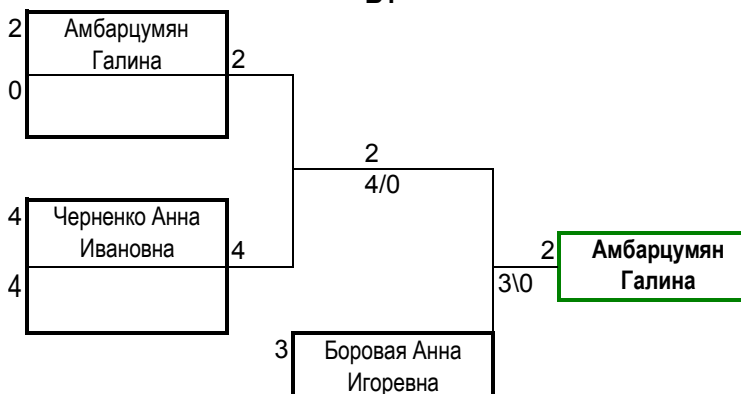 2
Амбарцумян
Галина
2
0
2
4/0
4
Черненко Анна
Ивановна
4
4
2
Амбарцумян
Галина
3\0
3
Боровая Анна
Игоревна